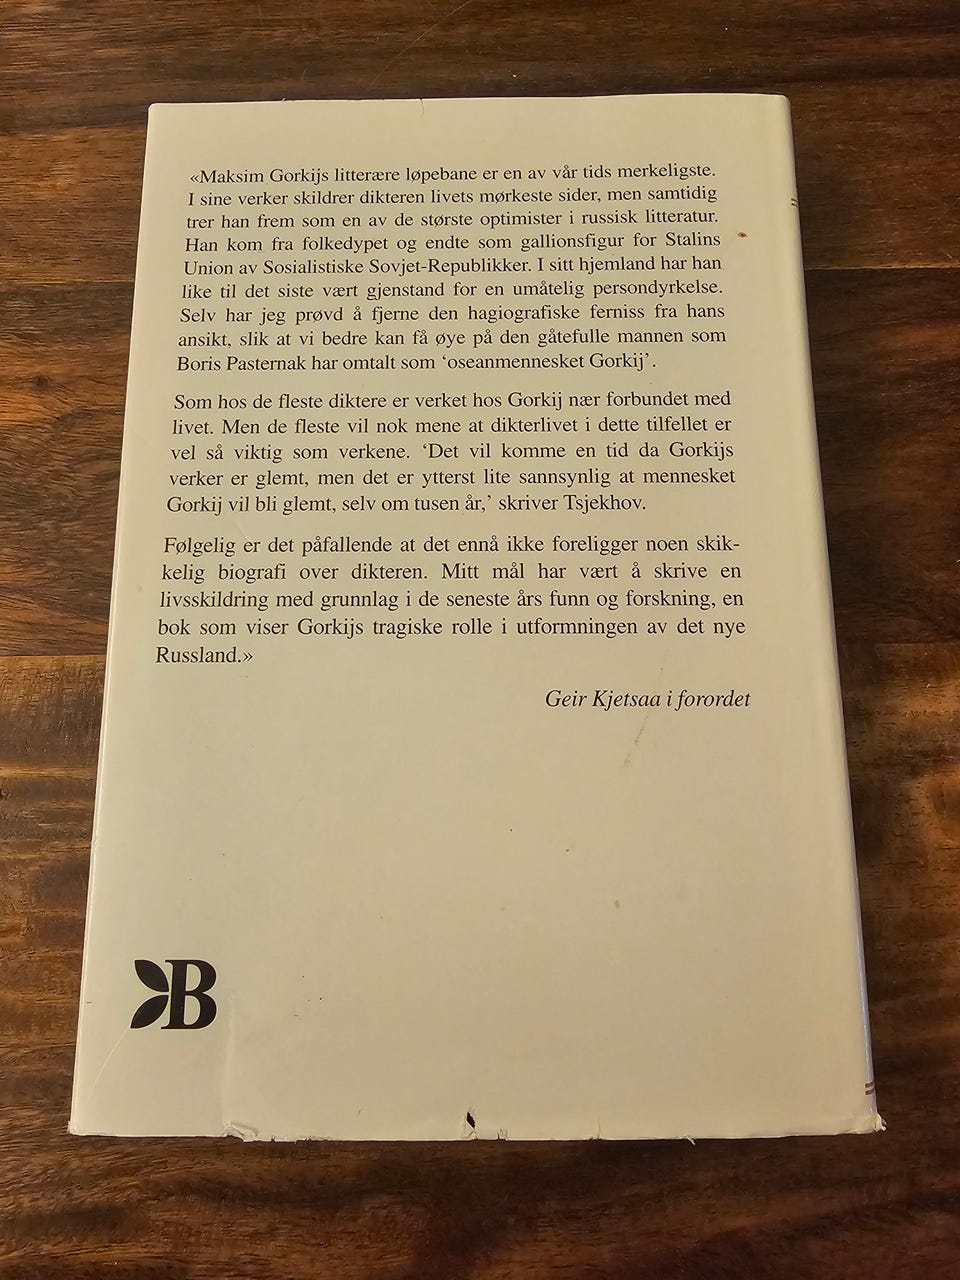 «Maksim Gorkijs litterære løpebane er en av vår tids merkeligste.
I sine verker skildrer dikteren livets mørkeste sider, men samtidig
trer han frem som en av de største optimister i russisk litteratur.
Han kom fra folkedypet og endte som gallionsfigur for Stalins
Union av Sosialistiske Sovjet-Republikker. I sitt hjemland har han
like til det siste vært gjenstand for en umåtelig persondyrkelse.
Selv har jeg prøvd å fjerne den hagiografiske ferniss fra hans
ansikt, slik at vi bedre kan få øye på den gåtefulle mannen som
Boris Pasternak har omtalt som ‘oseanmennesket Gorkij’.
Som hos de fleste diktere er verket hos Gorkij nær forbundet med
livet. Men de fleste vil nok mene at dikterlivet i dette tilfellet er
vel så viktig som verkene. ‘Det vil komme en tid da Gorkijs
verker er glemt, men det er ytterst lite sannsynlig at mennesket
Gorkij vil bli glemt, selv om tusen år,’ skriver Tsjekhov.
Følgelig er det påfallende at det ennå ikke foreligger noen skik-
kelig biografi over dikteren. Mitt mål har vært å skrive en
livsskildring med grunnlag i de seneste års funn og forskning, en
bok som viser Gorkijs tragiske rolle i utformningen av det nye
Russland.»
Geir Kjetsaa i forordet
B